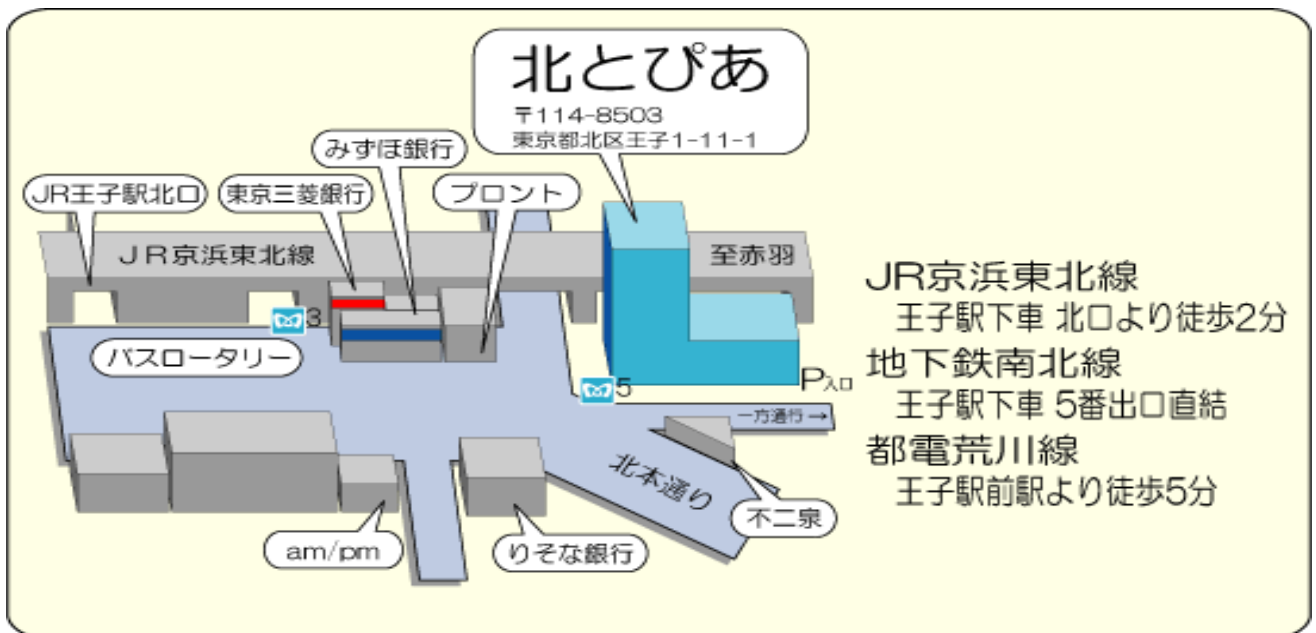 北とぴあ
〒114-8503
東京都北区王子1-11-1
みずほ銀行
JR王子駅北口
東京三菱銀行
プロント
JR京浜東北線
至赤羽
3
バスロータリー
5
P入口
一方通行→
北本通り
不二泉
am/pm
りそな銀行
JR京浜東北線
王子駅下車 北口より徒歩2分
地下鉄南北線
王子駅下車 5番出口直結
都電荒川線
王子駅前駅より徒歩5分